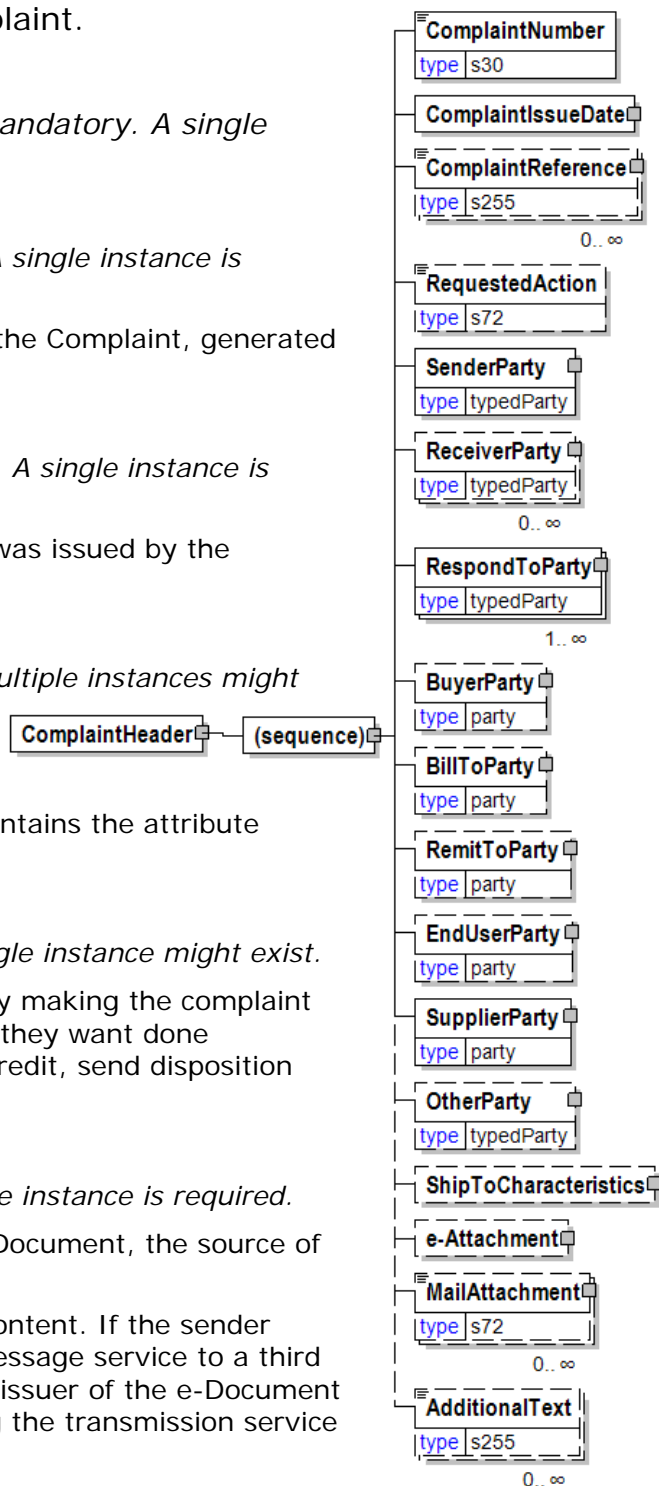 plaint.
andatory. A single
A single instance is
the Complaint, generated
A single instance is
was issued by the
ultiple instances might
ntains the attribute
gle instance might exist.
y making the complaint
they want done
redit, send disposition
e instance is required.
Document, the source of
ontent. If the sender
essage service to a third
issuer of the e-Document
g the transmission service
ComplaintHeader
(sequence)
ComplaintNumber
type s30
ComplaintIssueDate
ComplaintReference
type s255
0.. ∞
RequestedAction
type s72
SenderParty
type typedParty
ReceiverParty
type typedParty
0.. ∞
RespondToParty
type typedParty
1.. ∞
BuyerParty
type party
BillToParty
type party
RemitToParty
type party
EndUserParty
type party
SupplierParty
type party
OtherParty
type typedParty
ShipToCharacteristics
e-Attachment
MailAttachment
type s72
0.. ∞
AdditionalText
type s255
0.. ∞